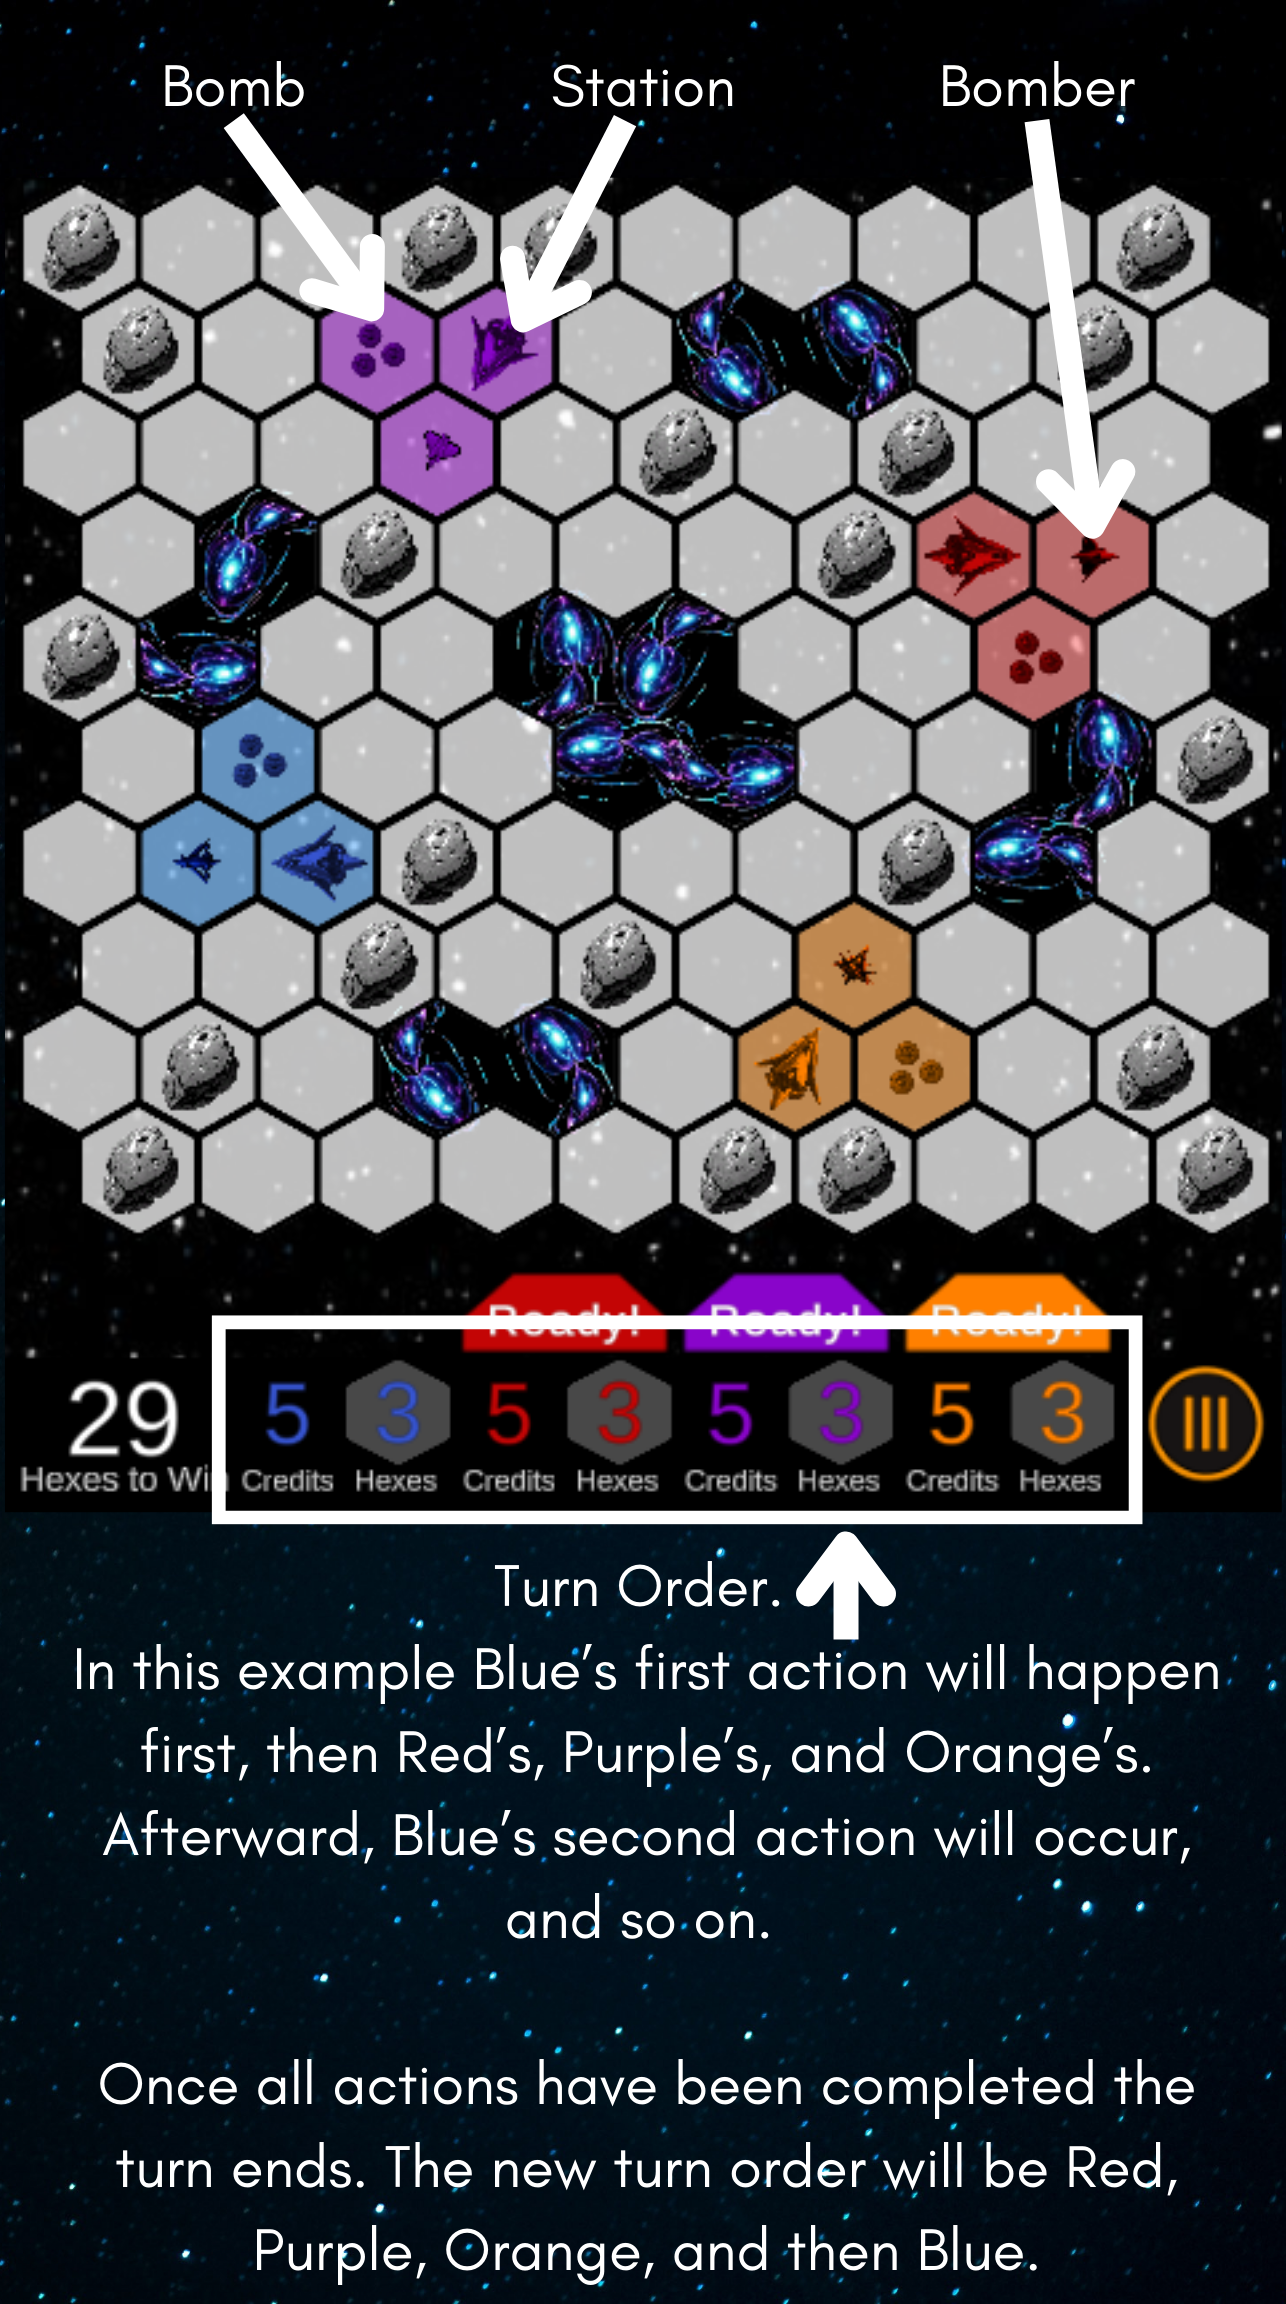 Bomb Station Bomber
Ready! Ready! Ready!
29 5 3 5 3 5 3 5 3
Hexes to Win Credits Hexes Credits Hexes Credits Hexes Credits Hexes
Turn Order.
In this example Blue’s first action will happen
first, then Red’s, Purple’s, and Orange’s.
Afterward, Blue’s second action will occur,
and so on.
Once all actions have been completed the
turn ends. The new turn order will be Red,
Purple, Orange, and then Blue.